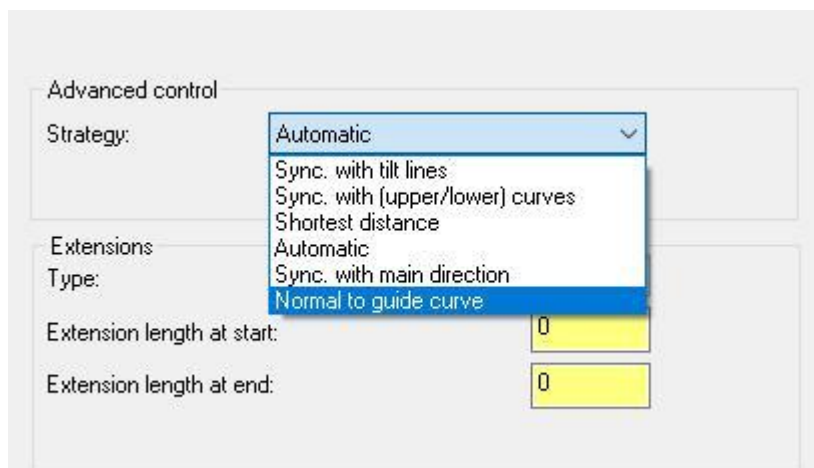 Advanced control
Strategy: Automatic
Sync. with tilt lines
Sync. with (upper/lower) curves
Shortest distance
Automatic
Sync. with main direction
Normal to guide curve
Extensions
Type:
Extension length at start: 0
Extension length at end: 0